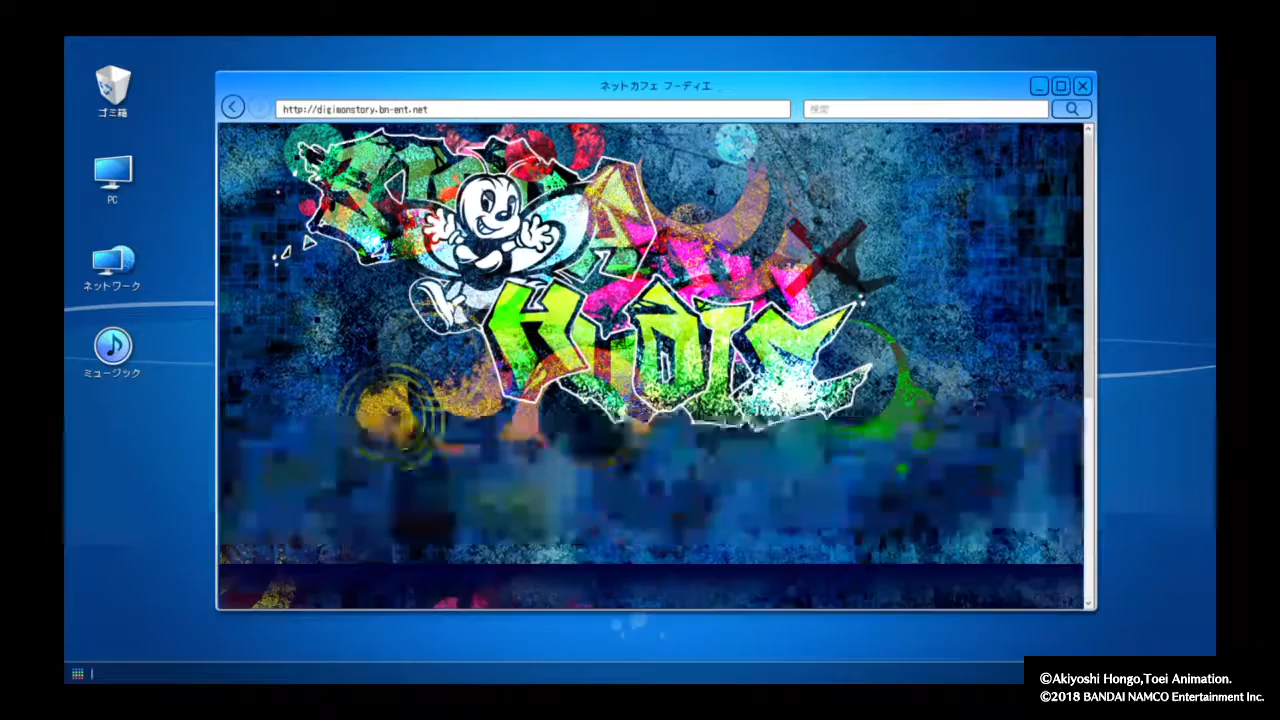 ネットカフェ フーディエ
http://digimonstory.bn-ent.net
検索
ゴミ箱
PC
ネットワーク
ミュージック
©Akiyoshi Hongo,Toei Animation.
©2018 BANDAI NAMCO Entertainment Inc.